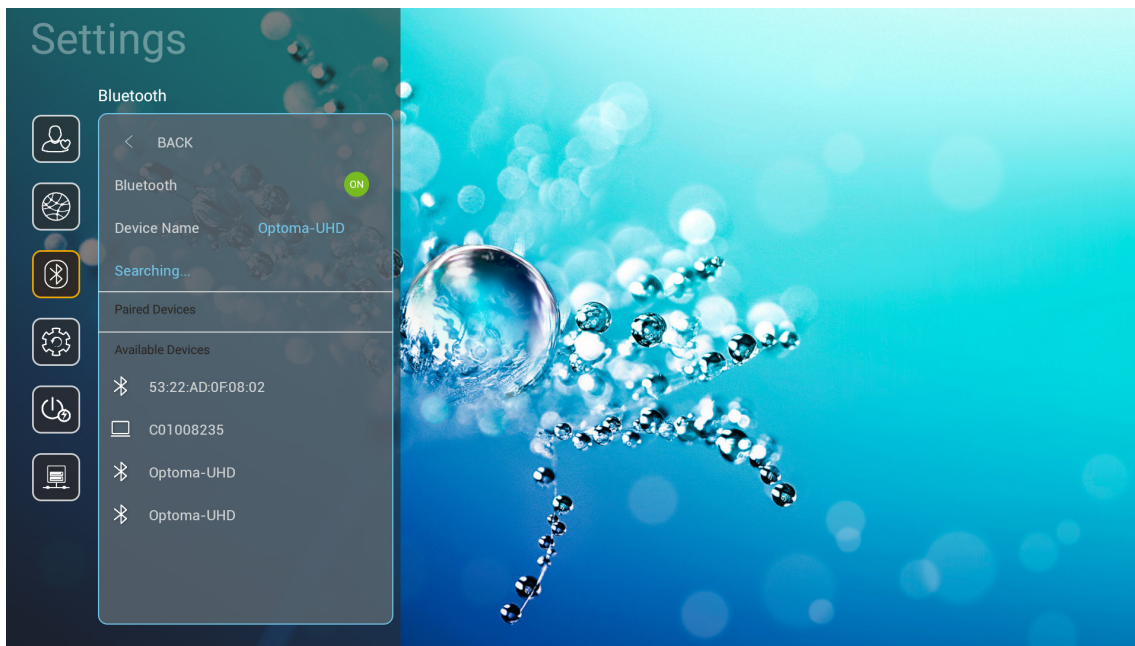 Settings
Bluetooth
BACK
Bluetooth ON
Device Name Optoma-UHD
Searching...
Paired Devices
Available Devices
53:22:AD:0F:08:02
C01008235
Optoma-UHD
Optoma-UHD